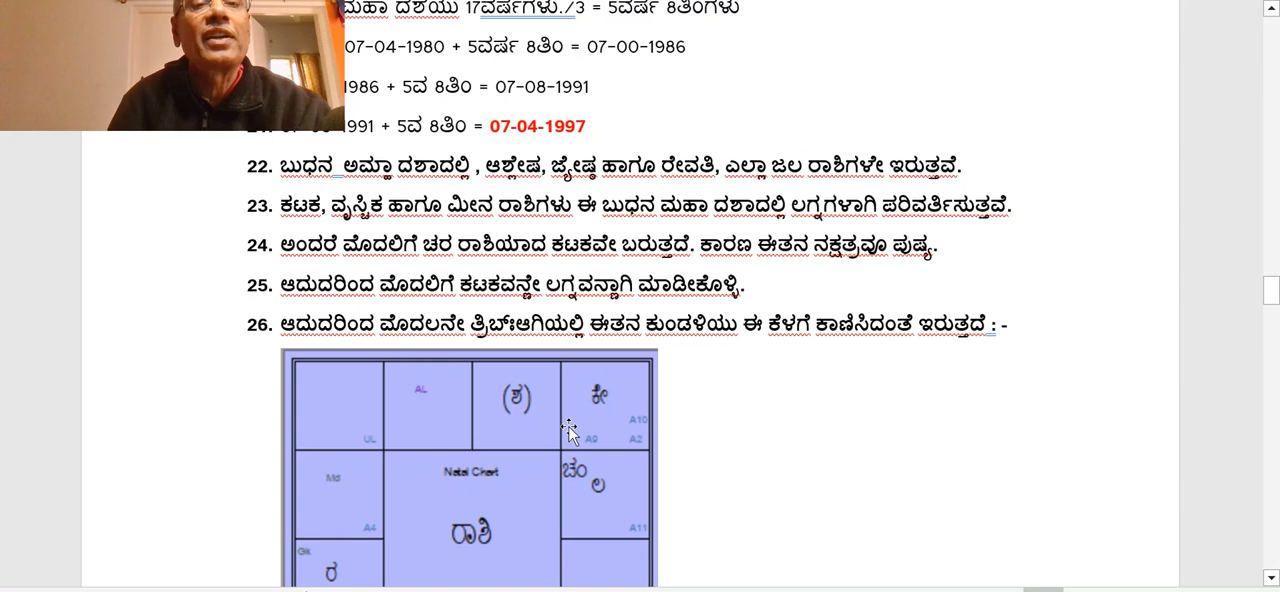 ಮಹಾ ದಶೆಯು 17ವರ್ಷಗಳು./3 = 5ವರ್ಷ 8ತಿಂಗಳು
07-04-1980 + 5ವರ್ಷ 8ತಿಂ = 07-00-1986
1986 + 5ವ 8ತಿಂ = 07-08-1991
1991 + 5ವ 8ತಿಂ = 07-04-1997
22. ಬುಧನ ಅಮ್ಹಾ ದಶಾದಲ್ಲಿ , ಆಶ್ಲೇಷ, ಜ್ಯೇಷ್ಠ ಹಾಗೂ ರೇವತಿ, ಎಲ್ಲಾ ಜಲ ರಾಶಿಗಳೇ ಇರುತ್ತವೆ.
23. ಕಟಕ, ವೃಸ್ಚಿಕ ಹಾಗೂ ಮೀನ ರಾಶಿಗಳು ಈ ಬುಧನ ಮಹಾ ದಶಾದಲ್ಲಿ ಲಗ್ನಗಳಾಗಿ ಪರಿವರ್ತಿಸುತ್ತವೆ.
24. ಅಂದರೆ ಮೊದಲಿಗೆ ಚರ ರಾಶಿಯಾದ ಕಟಕವೇ ಬರುತ್ತದೆ. ಕಾರಣ ಈತನ ನಕ್ಷತ್ರವೂ ಪುಷ್ಯ.
25. ಆದುದರಿಂದ ಮೊದಲಿಗೆ ಕಟಕವನ್ಣೇ ಲಗ್ನವನ್ಣಾಗಿ ಮಾಡೀಕೊಳ್ಳಿ.
26. ಆದುದರಿಂದ ಮೊದಲನೇ ತ್ರಿಬ್ಃಆಗಿಯಲ್ಲಿ ಈತನ ಕುಂಡಳಿಯು ಈ ಕೆಳಗೆ ಕಾಣಿಸಿದಂತೆ ಇರುತ್ತದೆ : -
AL (ಶ) ಕೇ
A10
UL A9 A2
Md Natal Chart ಚಂ
ಲ
A4 ರಾಶಿ A11
Gk
ರ